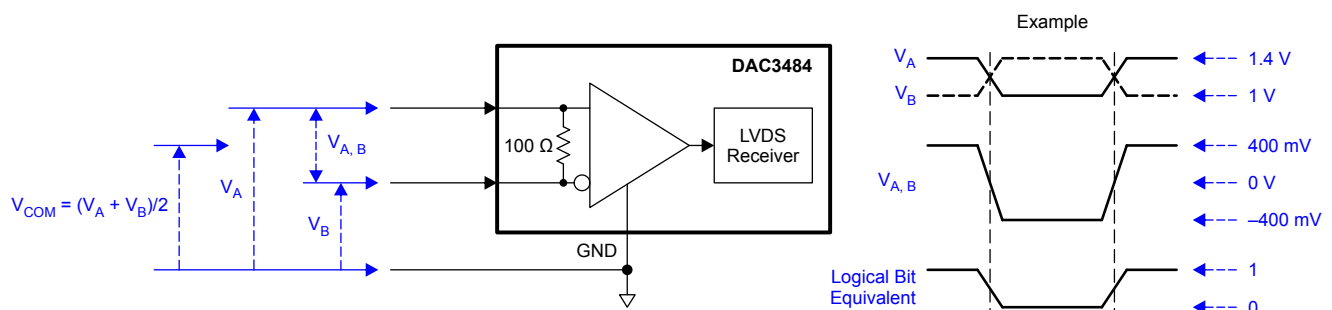 Example
DAC3484
V_A
1.4 V
V_B
1 V
100 Ω
LVDS
Receiver
V_A, B
V_A
V_COM = (V_A + V_B)/2
V_B
GND
400 mV
V_A, B
0 V
–400 mV
Logical Bit
Equivalent
1
0